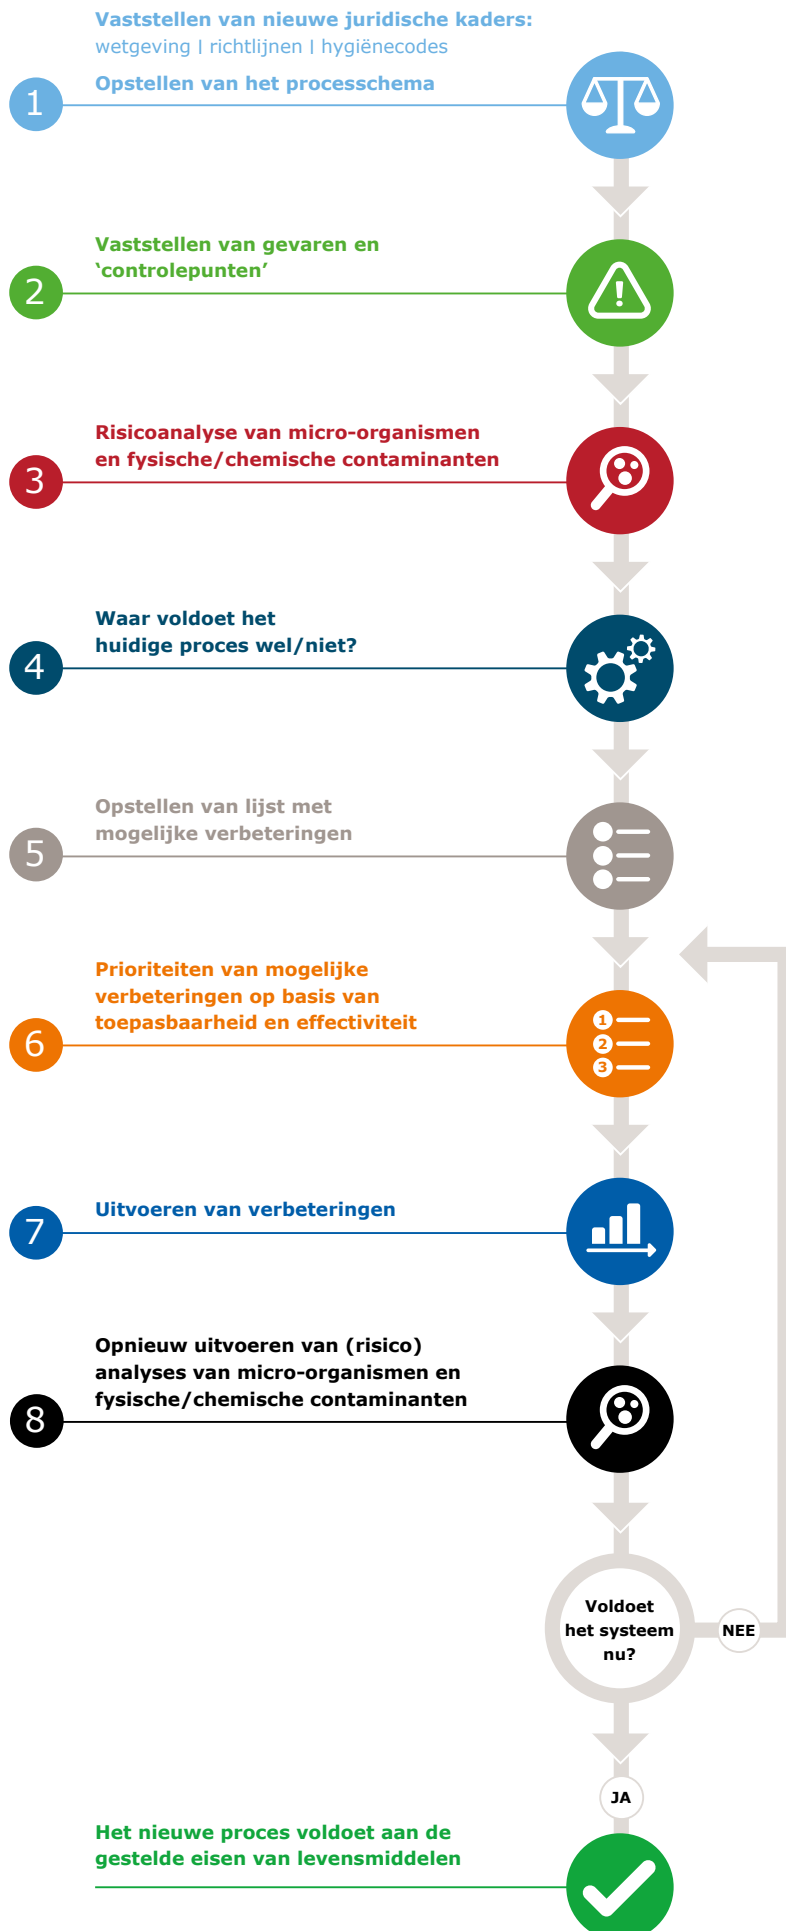 Vaststellen van nieuwe juridische kaders:
wetgeving I richtlijnen I hygiënecodes
Opstellen van het processchema
1
Vaststellen van gevaren en
‘controlepunten’
2
Risicoanalyse van micro-organismen
en fysische/chemische contaminanten
3
Waar voldoet het
huidige proces wel/niet?
4
Opstellen van lijst met
mogelijke verbeteringen
5
Prioriteiten van mogelijke
verbeteringen op basis van
toepasbaarheid en effectiviteit
6
1
2
3
Uitvoeren van verbeteringen
7
Opnieuw uitvoeren van (risico)
analyses van micro-organismen en
fysische/chemische contaminanten
8
Voldoet
het systeem
nu?
NEE
JA
Het nieuwe proces voldoet aan de
gestelde eisen van levensmiddelen